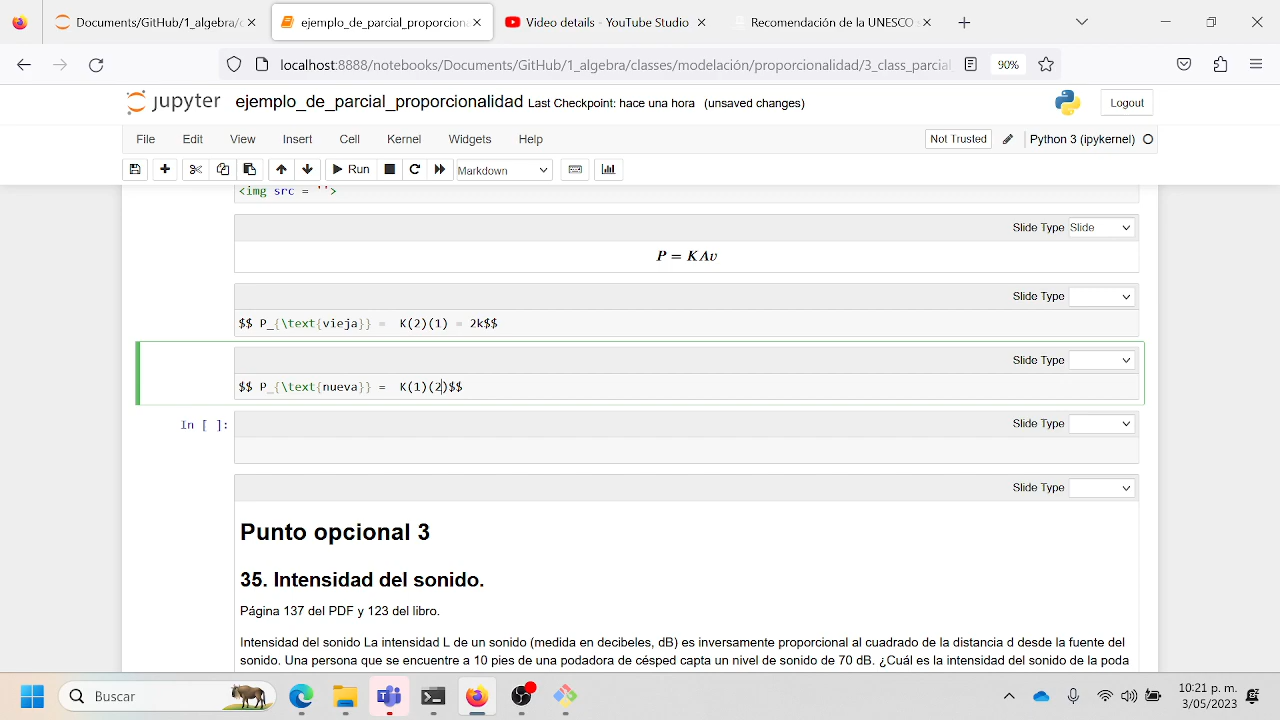 Documents/GitHub/1_algebra/
ejemplo_de_parcial_proporcion
Video details - YouTube Studio
Recomendación de la UNESCO
localhost:8888/notebooks/Documents/GitHub/1_algebra/classes/modelación/proporcionalidad/3_class_parcial_
90%
jupyter ejemplo_de_parcial_proporcionalidad Last Checkpoint: hace una hora (unsaved changes)
Logout
File Edit View Insert Cell Kernel Widgets Help
Not Trusted
Python 3 (ipykernel)
Run
Markdown
<img src = ''>
Slide Type Slide
P = KAv
Slide Type
$$ P_{\text{vieja}} =  K(2)(1) = 2k$$
Slide Type
$$ P_{\text{nueva}} =  K(1)(2)$$
Slide Type
In [ ]:
Slide Type
Punto opcional 3
35. Intensidad del sonido.
Página 137 del PDF y 123 del libro.
Intensidad del sonido La intensidad L de un sonido (medida en decibeles, dB) es inversamente proporcional al cuadrado de la distancia d desde la fuente del
sonido. Una persona que se encuentre a 10 pies de una podadora de césped capta un nivel de sonido de 70 dB. ¿Cuál es la intensidad del sonido de la poda
Buscar
10:21 p. m.
3/05/2023